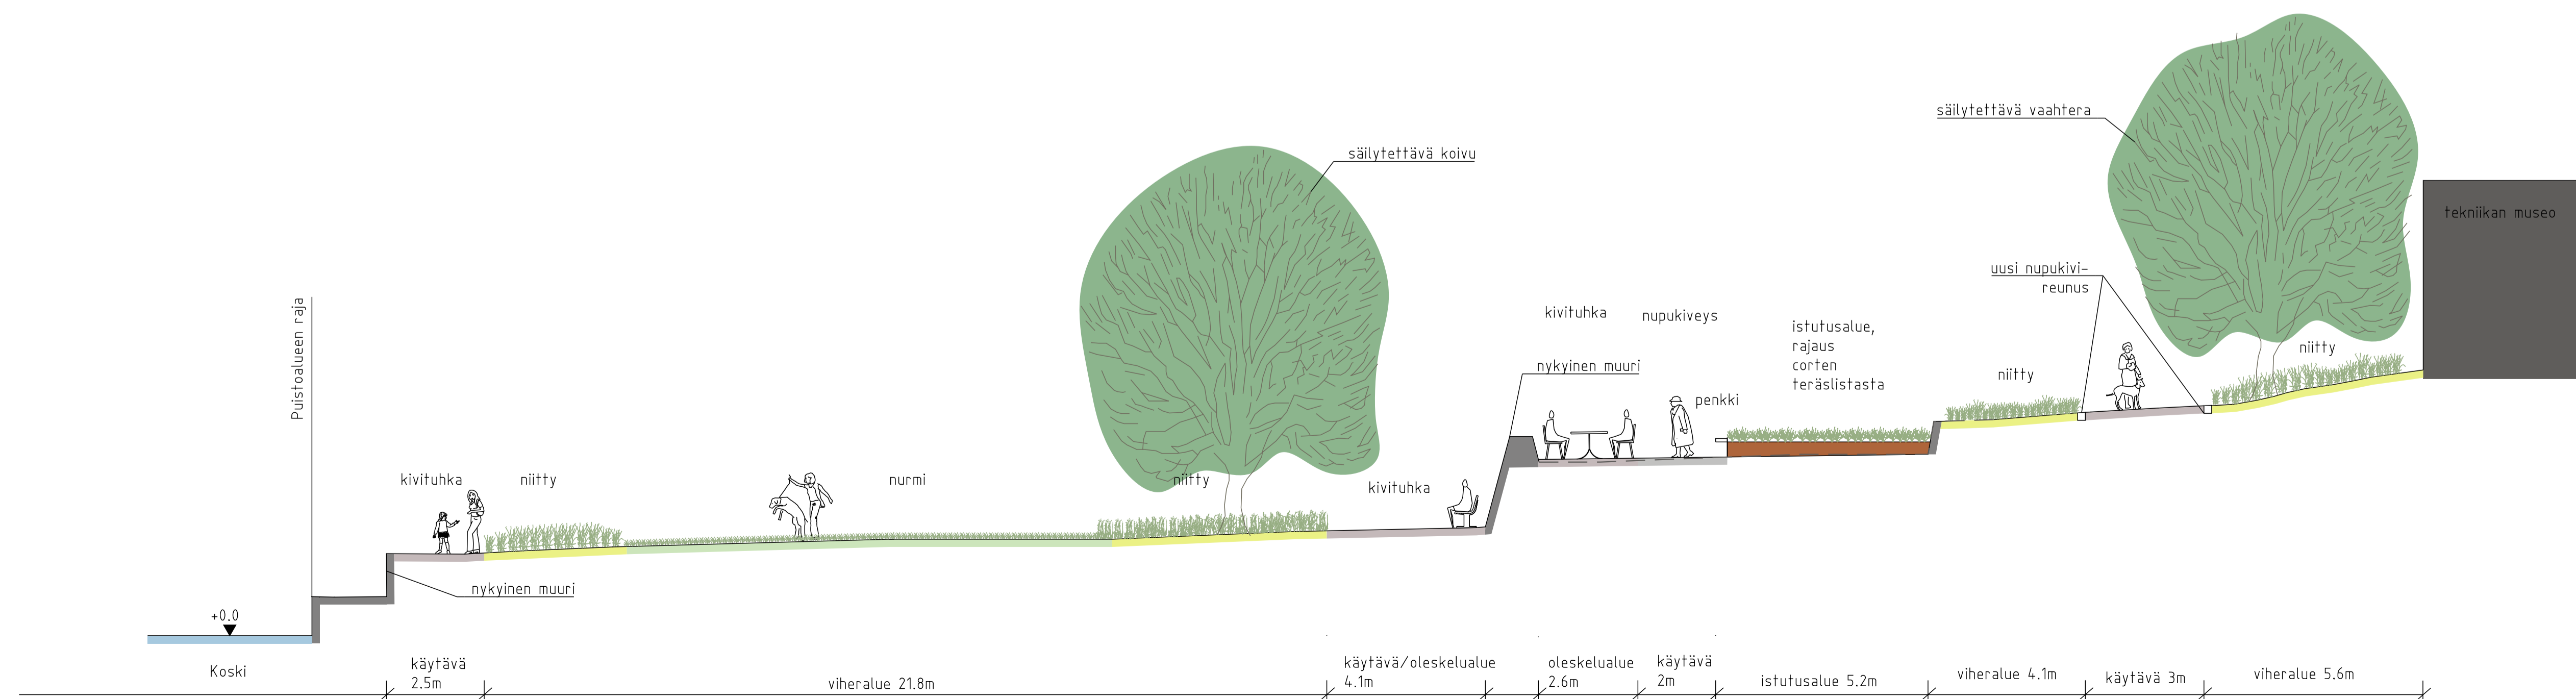 säilytettävä vaahtera
säilytettävä koivu
tekniikan museo
uusi nupukivi-
reunus
Puistoalueen raja
kivituhka
nupukiveys
istutusalue,
rajaus
corten
teräslistasta
niitty
niitty
nykyinen muuri
penkki
kivituhka
niitty
nurmi
niitty
kivituhka
nykyinen muuri
+0.0
Koski
käytävä
2.5m
viheralue 21.8m
käytävä/oleskelualue
4.1m
oleskelualue
2.6m
käytävä
2m
istutusalue 5.2m
viheralue 4.1m
käytävä 3m
viheralue 5.6m